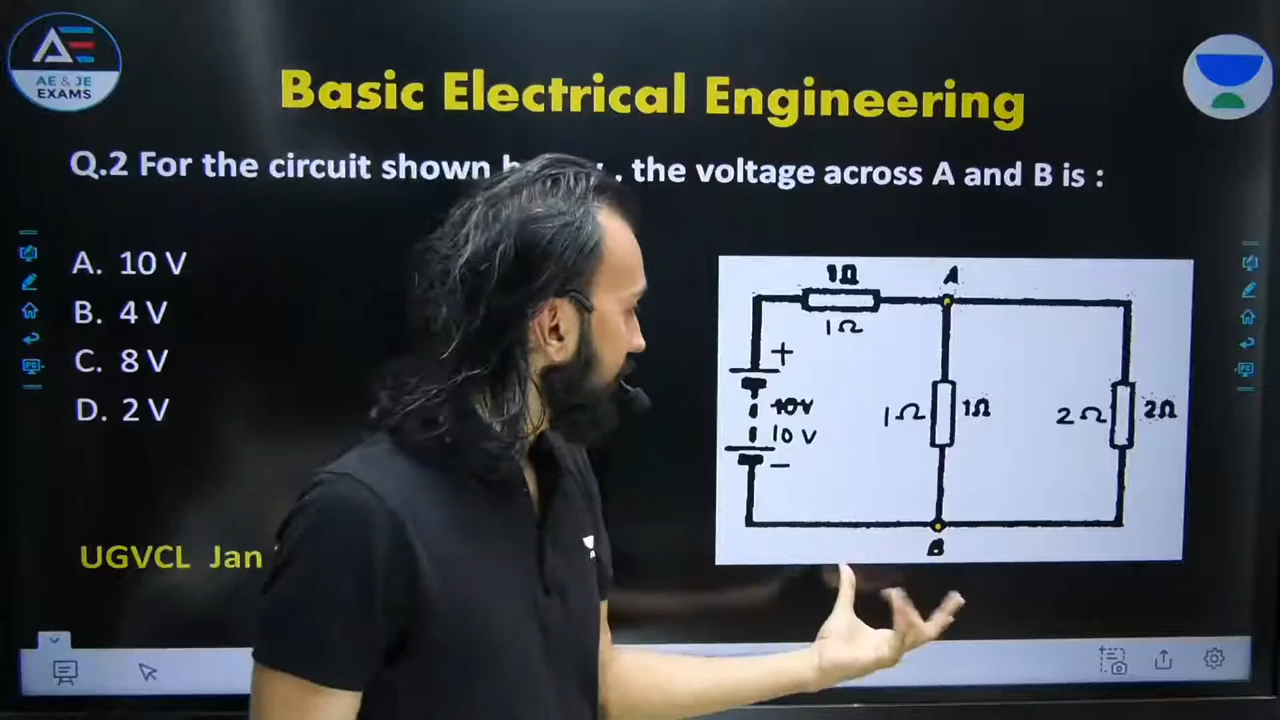 AE & JE
EXAMS
Basic Electrical Engineering
Q.2 For the circuit shown , the voltage across A and B is :
A. 10 V
B. 4 V
C. 8 V
D. 2 V
1Ω
A
1Ω
+
10V
10 V
1Ω
1Ω
2Ω
2Ω
−
B
UGVCL Jan